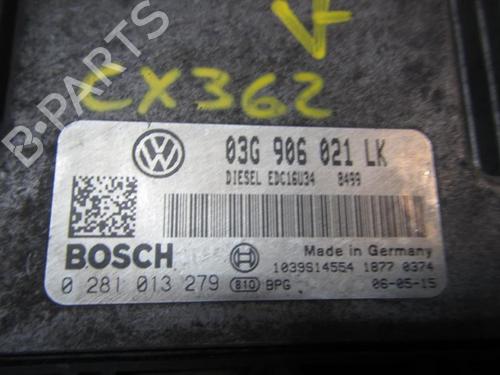 B-PARTS
CX362
03G 906 021 LK
DIESEL EDC16U34 8499
BOSCH
Made in Germany
1039S14554 1877 0374
0 281 013 279 810 BPG 06-05-15